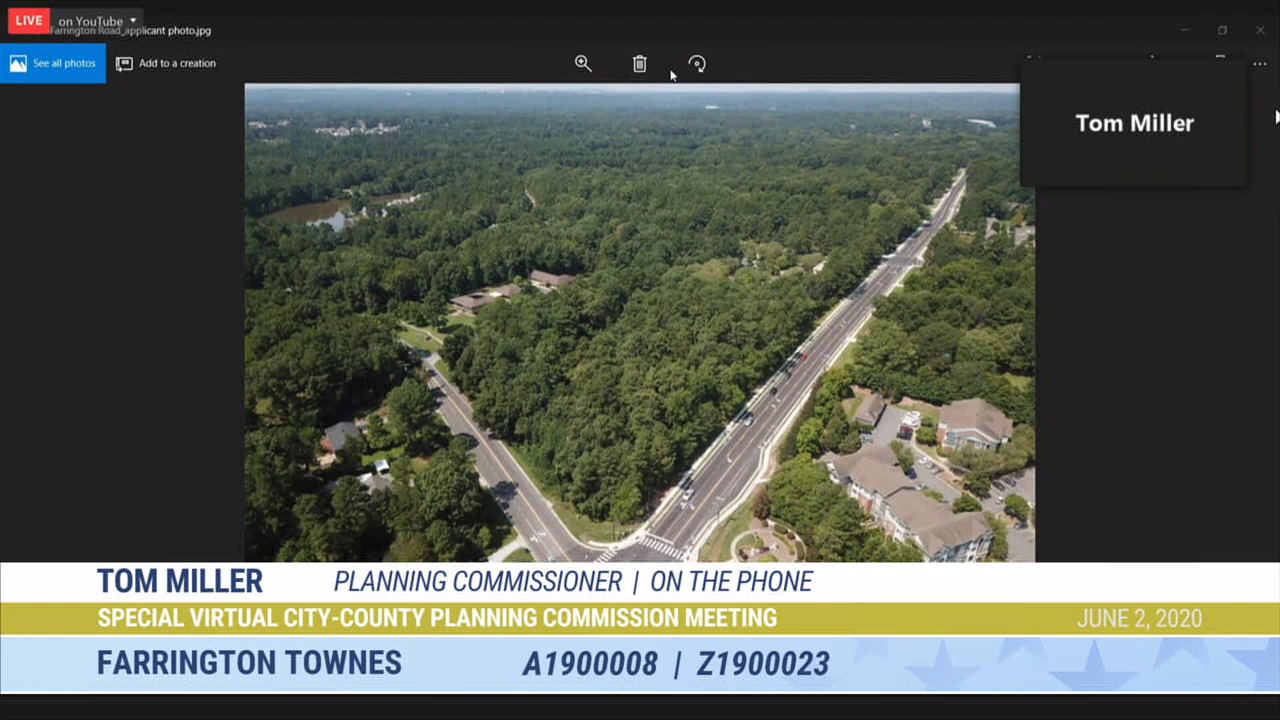 LIVE
on YouTube
Farrington Road_applicant photo.jpg
See all photos
Add to a creation
Tom Miller
TOM MILLER
PLANNING COMMISSIONER | ON THE PHONE
SPECIAL VIRTUAL CITY-COUNTY PLANNING COMMISSION MEETING
JUNE 2, 2020
FARRINGTON TOWNES
A1900008 | Z1900023